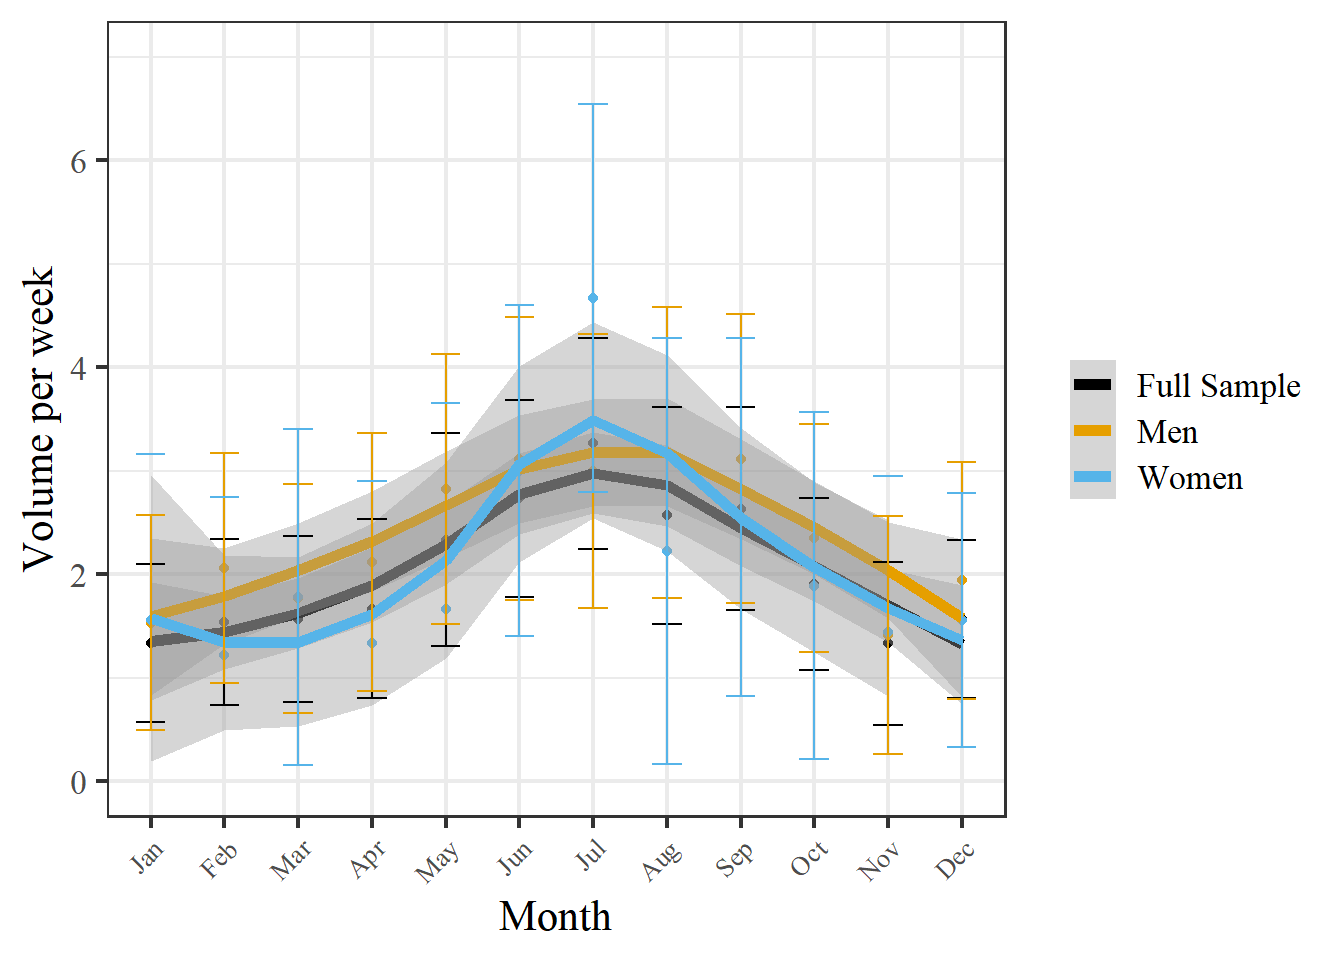 Volume per week
6
4
2
0
Jan
Feb
Mar
Apr
May
Jun
Jul
Aug
Sep
Oct
Nov
Dec
Month
Full Sample
Men
Women